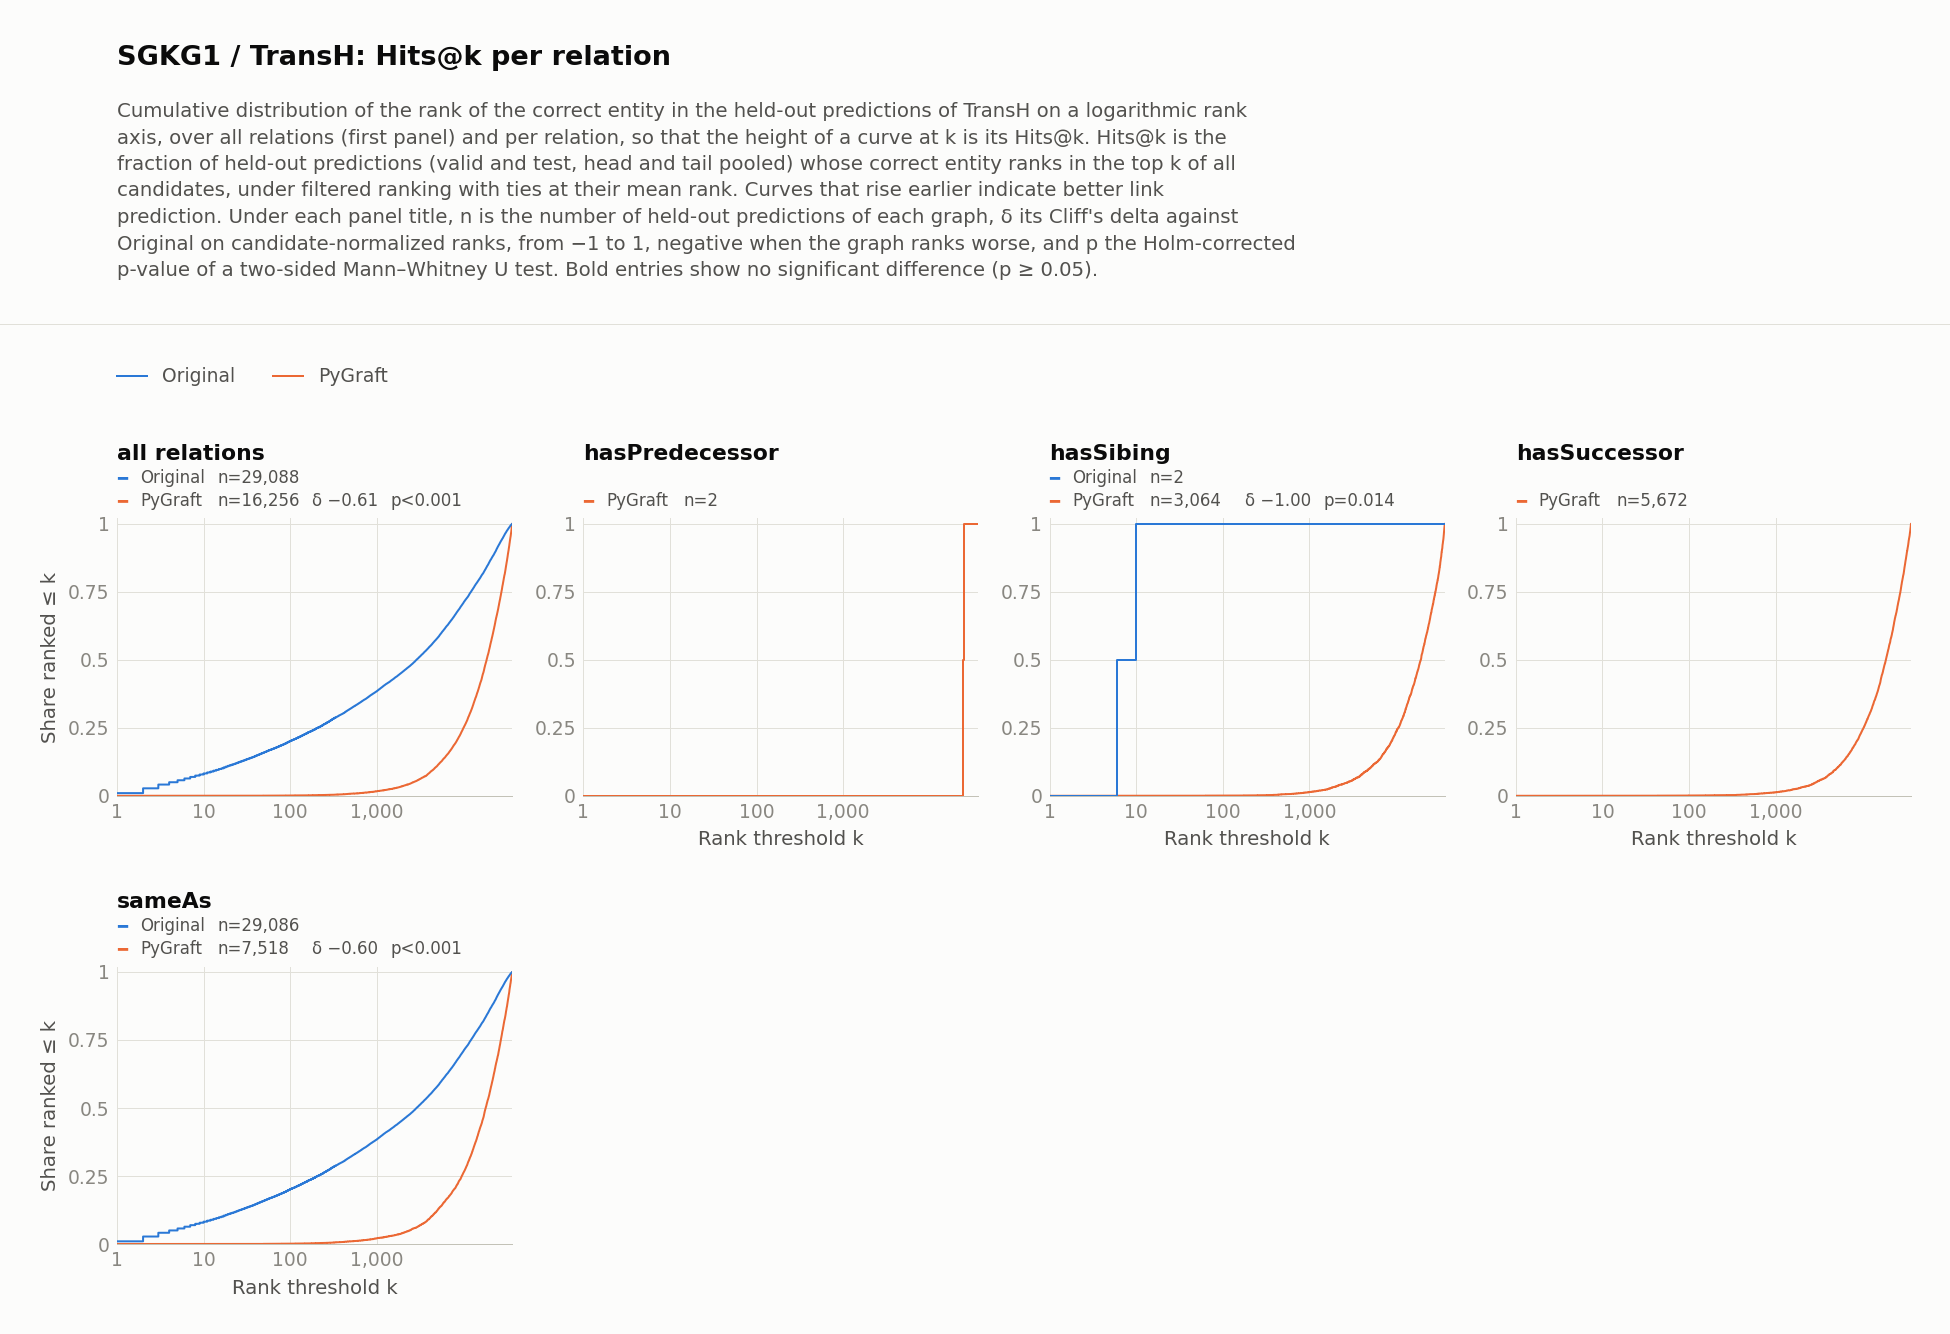 SGKG1 / TransH: Hits@k per relation
Cumulative distribution of the rank of the correct entity in the held-out predictions of TransH on a logarithmic rank
axis, over all relations (first panel) and per relation, so that the height of a curve at k is its Hits@k. Hits@k is the
fraction of held-out predictions (valid and test, head and tail pooled) whose correct entity ranks in the top k of all
candidates, under filtered ranking with ties at their mean rank. Curves that rise earlier indicate better link
prediction. Under each panel title, n is the number of held-out predictions of each graph, δ its Cliff's delta against
Original on candidate-normalized ranks, from −1 to 1, negative when the graph ranks worse, and p the Holm-corrected
p-value of a two-sided Mann–Whitney U test. Bold entries show no significant difference (p ≥ 0.05).
Original PyGraft
all relations
Original n=29,088
PyGraft n=16,256 δ −0.61 p<0.001
1
0.75
0.5
0.25
0
Share ranked ≤ k
1 10 100 1,000
hasPredecessor
PyGraft n=2
1
0.75
0.5
0.25
0
1 10 100 1,000
Rank threshold k
hasSibing
Original n=2
PyGraft n=3,064 δ −1.00 p=0.014
1
0.75
0.5
0.25
0
1 10 100 1,000
Rank threshold k
hasSuccessor
PyGraft n=5,672
1
0.75
0.5
0.25
0
1 10 100 1,000
Rank threshold k
sameAs
Original n=29,086
PyGraft n=7,518 δ −0.60 p<0.001
1
0.75
0.5
0.25
0
Share ranked ≤ k
1 10 100 1,000
Rank threshold k